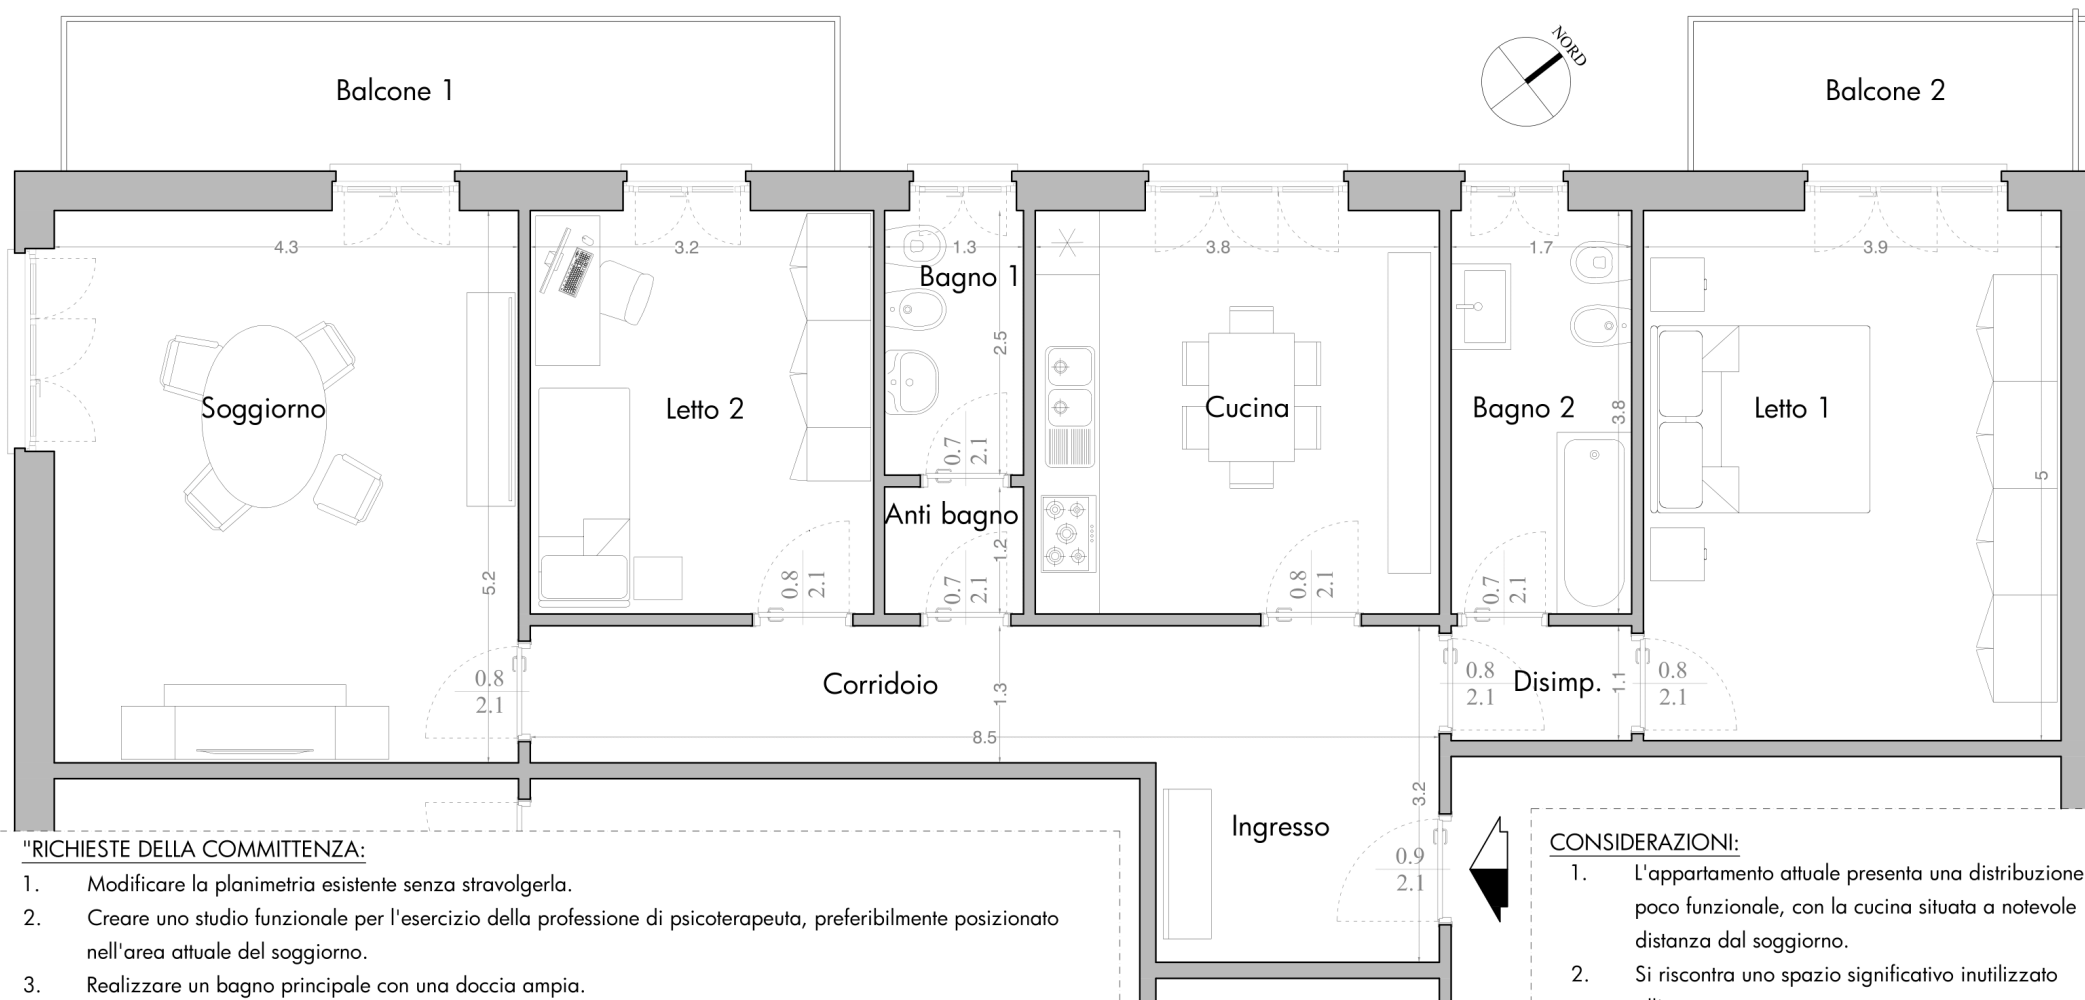 NORD
Balcone 1
Balcone 2
4.3
3.2
1.3
3.8
1.7
3.9
Bagno 1
2.5
Soggiorno
Letto 2
Cucina
Bagno 2
3.8
Letto 1
0.7
2.1
5
Anti bagno
1.2
5.2
0.8
2.1
0.7
2.1
0.8
2.1
0.7
2.1
0.8
2.1
Corridoio
1.3
0.8
2.1
Disimp.
1.1
0.8
2.1
8.5
3.2
Ingresso
0.9
2.1
"RICHIESTE DELLA COMMITTENZA:
1. Modificare la planimetria esistente senza stravolgerla.
2. Creare uno studio funzionale per l'esercizio della professione di psicoterapeuta, preferibilmente posizionato
nell'area attuale del soggiorno.
3. Realizzare un bagno principale con una doccia ampia.
CONSIDERAZIONI:
1. L'appartamento attuale presenta una distribuzione
poco funzionale, con la cucina situata a notevole
distanza dal soggiorno.
2. Si riscontra uno spazio significativo inutilizzato